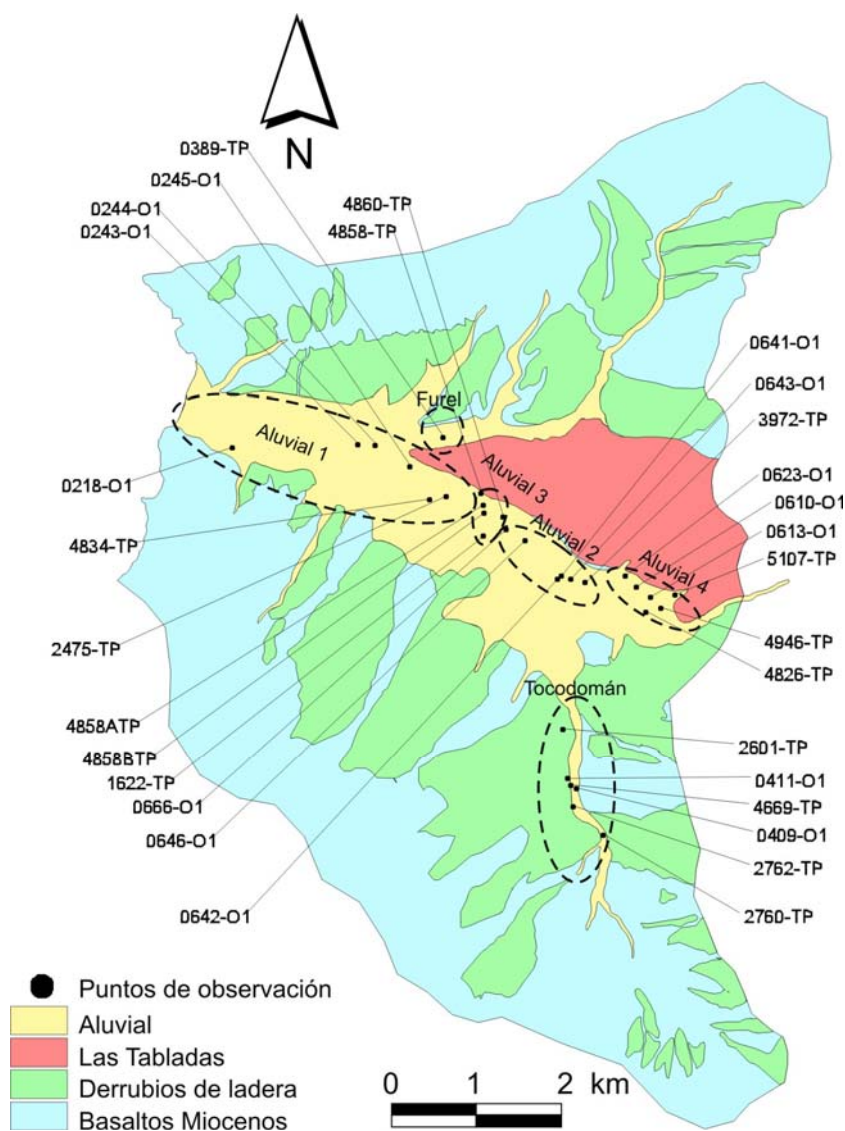 N
0389-TP
0245-O1
0244-O1
0243-O1
4860-TP
4858-TP
0641-O1
0643-O1
3972-TP
0623-O1
0610-O1
0613-O1
5107-TP
Furel
Aluvial 1
Aluvial 3
Aluvial 2
Aluvial 4
0218-O1
4834-TP
2475-TP
4946-TP
4826-TP
Tocodomán
4858ATP
4858BTP
1622-TP
0666-O1
0646-O1
0642-O1
2601-TP
0411-O1
4669-TP
0409-O1
2762-TP
2760-TP
Puntos de observación
Aluvial
Las Tabladas
Derrubios de ladera
Basaltos Miocenos
0 1 2 km